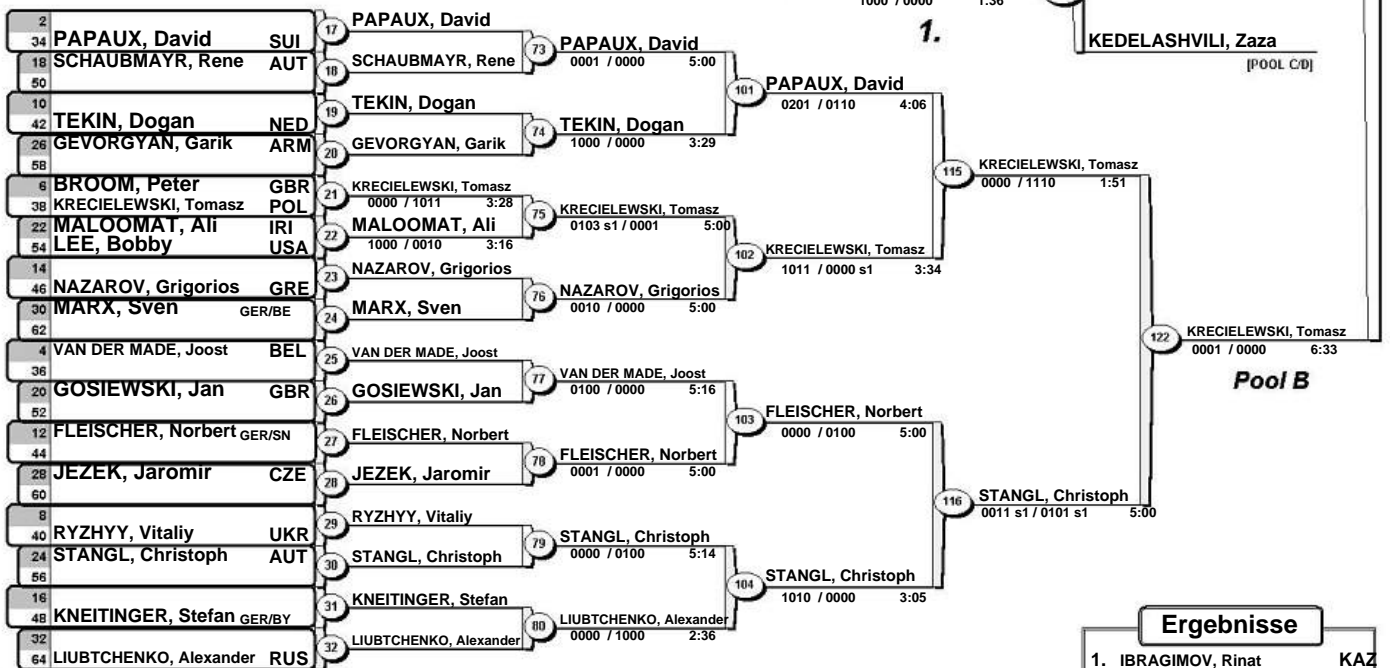 1000 / 0000 1:36
1.
KEDELASHVILI, Zaza
[POOL C/D]
2
34 PAPAUX, David SUI
18 SCHAUBMAYR, Rene AUT
50
10
42 TEKIN, Dogan NED
26 GEVORGYAN, Garik ARM
58
6 BROOM, Peter GBR
38 KRECIELEWSKI, Tomasz POL
22 MALOOMAT, Ali IRI
54 LEE, Bobby USA
14
46 NAZAROV, Grigorios GRE
30 MARX, Sven GER/BE
62
4 VAN DER MADE, Joost BEL
36
20 GOSIEWSKI, Jan GBR
52
12 FLEISCHER, Norbert GER/SN
44
28 JEZEK, Jaromir CZE
60
8
40 RYZHYY, Vitaliy UKR
24 STANGL, Christoph AUT
56
16
48 KNEITINGER, Stefan GER/BY
32
64 LIUBTCHENKO, Alexander RUS
17 PAPAUX, David
18 SCHAUBMAYR, Rene
19 TEKIN, Dogan
20 GEVORGYAN, Garik
21 KRECIELEWSKI, Tomasz
0000 / 1011 3:28
22 MALOOMAT, Ali
1000 / 0010 3:16
23 NAZAROV, Grigorios
24 MARX, Sven
25 VAN DER MADE, Joost
26 GOSIEWSKI, Jan
27 FLEISCHER, Norbert
28 JEZEK, Jaromir
29 RYZHYY, Vitaliy
30 STANGL, Christoph
31 KNEITINGER, Stefan
32 LIUBTCHENKO, Alexander
73 PAPAUX, David
0001 / 0000 5:00
74 TEKIN, Dogan
1000 / 0000 3:29
75 KRECIELEWSKI, Tomasz
0103 s1 / 0001 5:00
76 NAZAROV, Grigorios
0010 / 0000 5:00
77 VAN DER MADE, Joost
0100 / 0000 5:16
78 FLEISCHER, Norbert
0001 / 0000 5:00
79 STANGL, Christoph
0000 / 0100 5:14
80 LIUBTCHENKO, Alexander
0000 / 1000 2:36
101 PAPAUX, David
0201 / 0110 4:06
102 KRECIELEWSKI, Tomasz
1011 / 0000 s1 3:34
103 FLEISCHER, Norbert
0000 / 0100 5:00
104 STANGL, Christoph
1010 / 0000 3:05
115 KRECIELEWSKI, Tomasz
0000 / 1110 1:51
116 STANGL, Christoph
0011 s1 / 0101 s1 5:00
122 KRECIELEWSKI, Tomasz
0001 / 0000 6:33
Pool B
Ergebnisse
1. IBRAGIMOV, Rinat KAZ